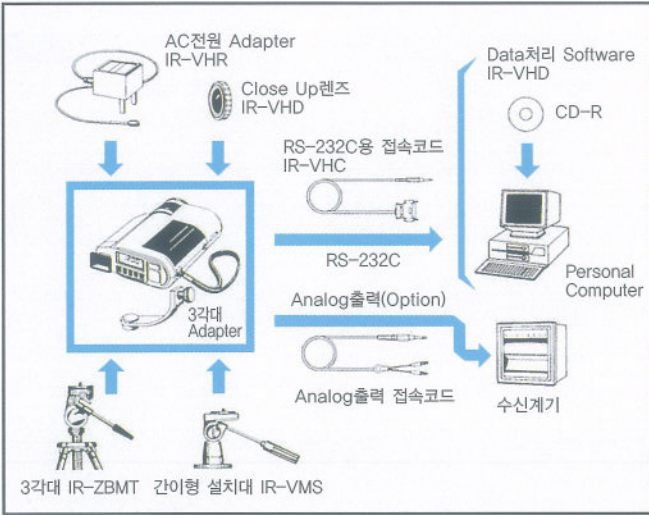 AC전원 Adapter
IR-VHR
Close Up렌즈
IR-VHD
Data처리 Software
IR-VHD
CD-R
RS-232C용 접속코드
IR-VHC
RS-232C
Personal
Computer
3각대
Adapter
Analog출력(Option)
Analog출력 접속코드
수신계기
3각대 IR-ZBMT
간이형 설치대 IR-VMS